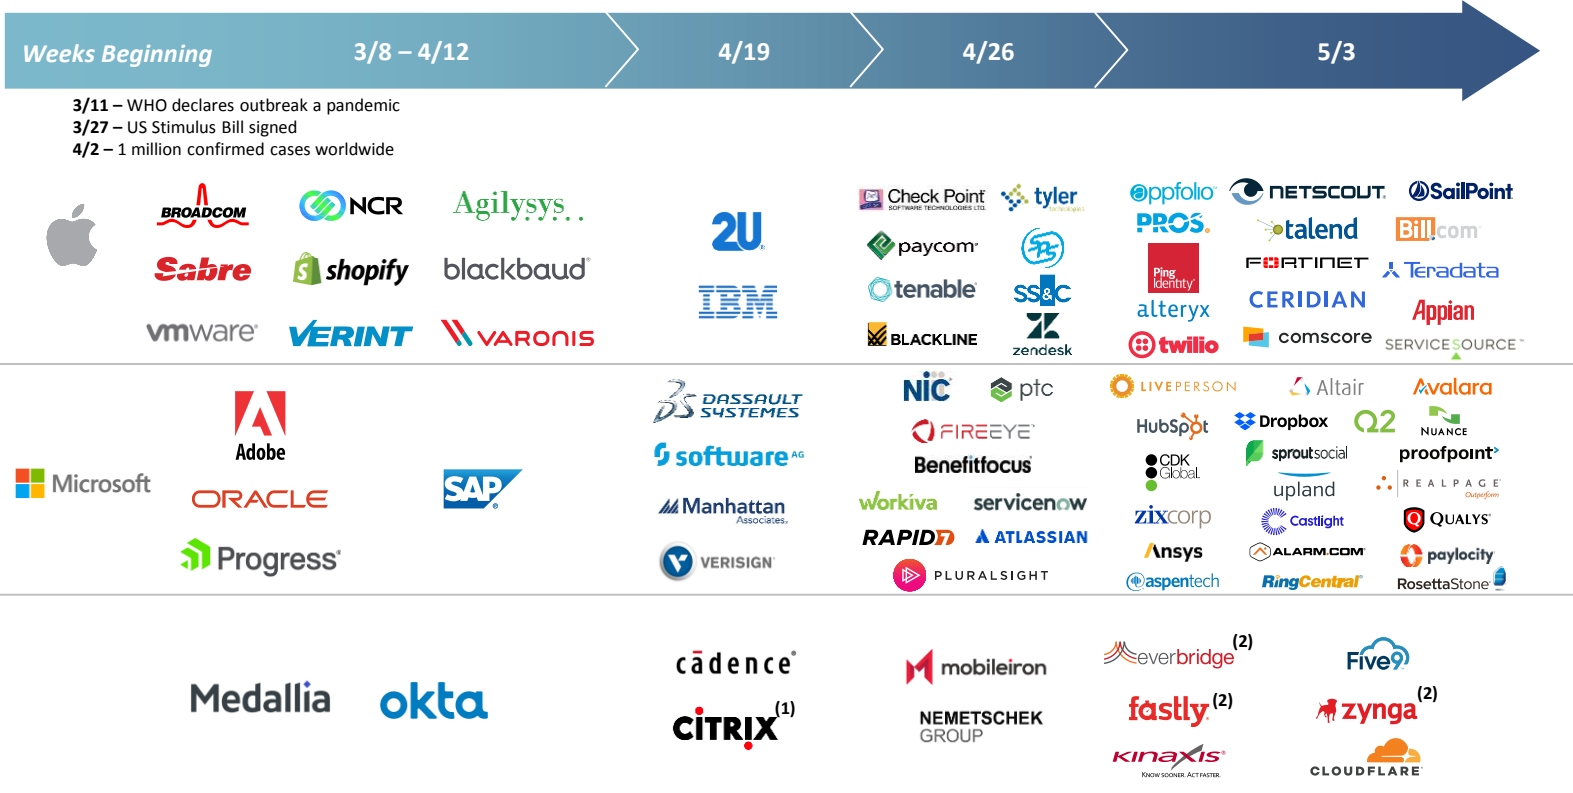 Weeks Beginning
3/8 – 4/12
4/19
4/26
5/3
3/11 – WHO declares outbreak a pandemic
3/27 – US Stimulus Bill signed
4/2 – 1 million confirmed cases worldwide
BROADCOM
NCR
Agilysys
Sabre
shopify
blackbaud®
vmware®
VERINT
VARONIS
2U®
IBM
Check Point
SOFTWARE TECHNOLOGIES LTD.
tyler
technologies
paycom
SPS
tenable
SS&C
BLACKLINE
zendesk
appfolio
NETSCOUT.
SailPoint
PROS.
talend
Bill.com
Ping
Identity
FORTINET
Teradata
alteryx
CERIDIAN
Appian
twilio
comscore
SERVICESOURCE™
Adobe
Microsoft
ORACLE
SAP®
Progress®
DASSAULT
SYSTEMES
software AG
Manhattan
Associates®
VERISIGN
NIC
ptc
FIREEYE
Benefitfocus
workiva
servicenow
RAPID7
ATLASSIAN
PLURALSIGHT
LIVEPERSON
Altair
Avalara
HubSpot
Dropbox
Q2
NUANCE
CDK
Global.
sproutsocial
proofpoint
upland
REALPAGE
Outperform
zixcorp
Castlight
QUALYS®
Ansys
ALARM.COM
paylocity
aspentech
RingCentral®
RosettaStone
Medallia
okta
cādence®
CITRIX (1)
mobileiron
NEMETSCHEK
GROUP
everbridge (2)
Five9
fastly (2)
zynga (2)
KINAXIS®
KNOW SOONER. ACT FASTER.
CLOUDFLARE